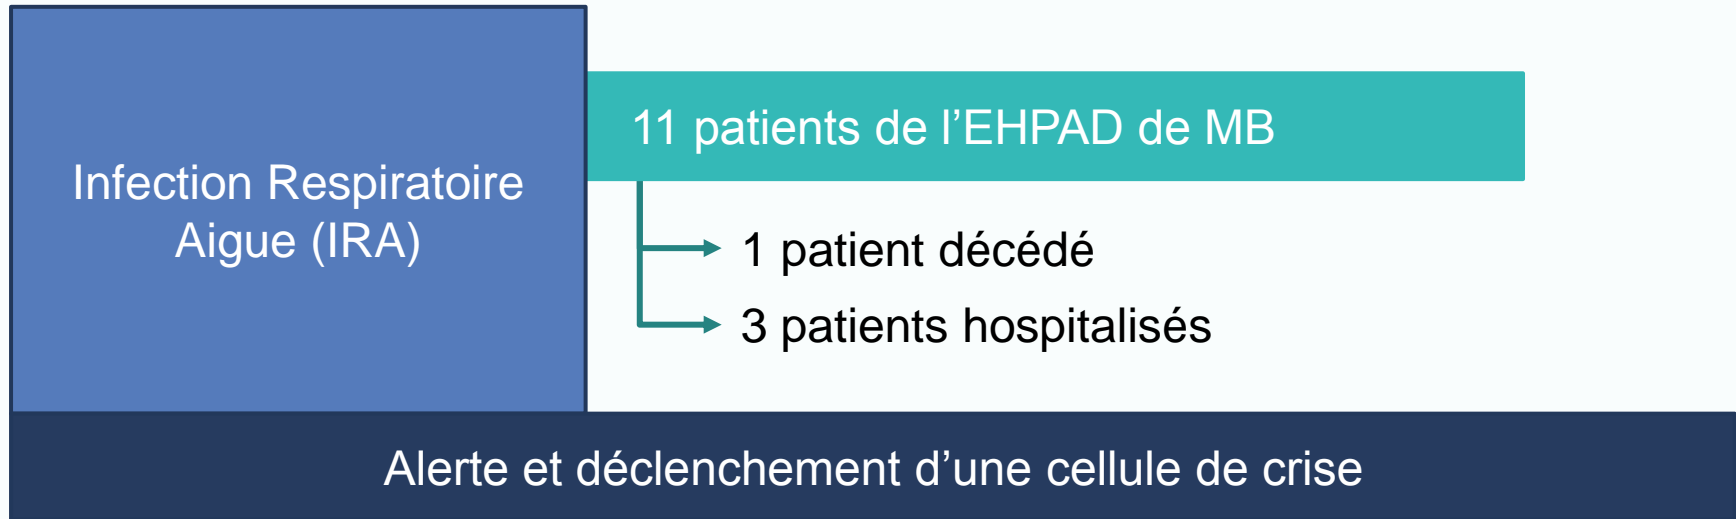 Infection Respiratoire
Aigue (IRA)
11 patients de l’EHPAD de MB
1 patient décédé
3 patients hospitalisés
Alerte et déclenchement d’une cellule de crise